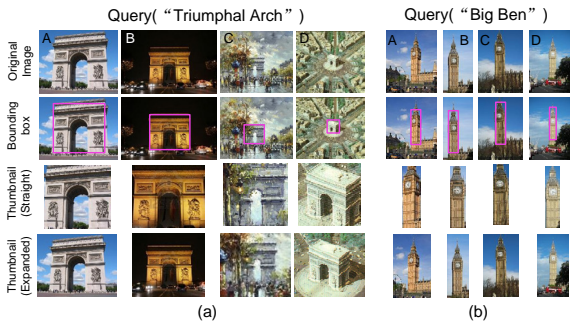 Query( “Triumphal Arch” )
Query( “Big Ben” )
A B C D
A B C D
Original
Image
Bounding
box
Thumbnail
(Straight)
Thumbnail
(Expanded)
(a)
(b)